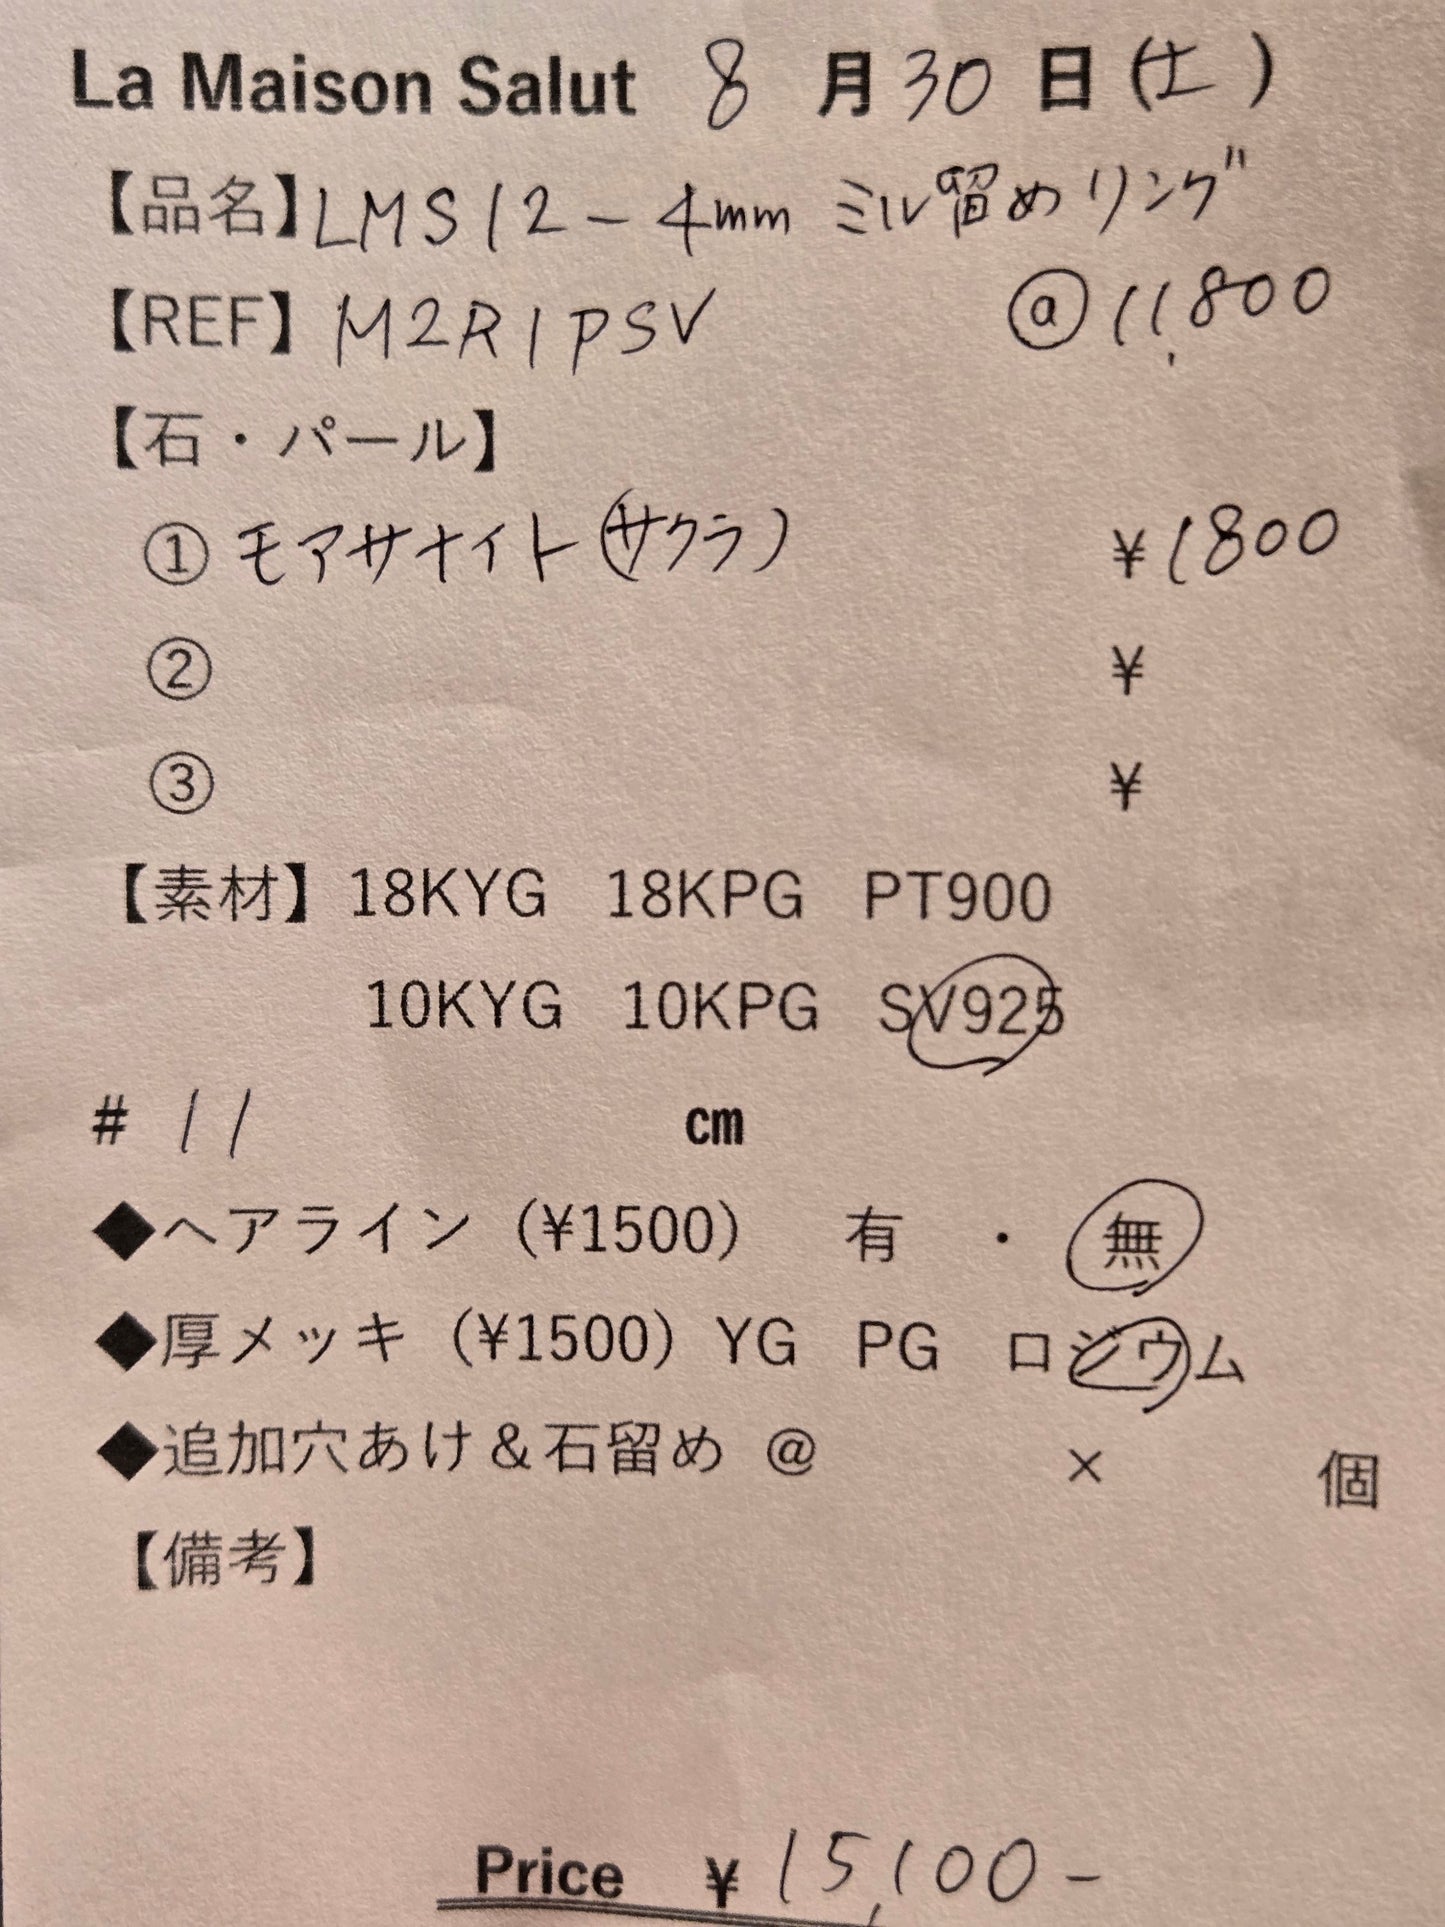 La Maison Salut 8 月 30 日 (土)
【品名】LMS12-4mm ミル留めリング
【REF】M2R1PSV @11,800
【石・パール】
① モアサナイト(サクラ) ¥1800
② ¥
③ ¥
【素材】18KYG 18KPG PT900
10KYG 10KPG SV925
# 11 cm
◆ヘアライン(¥1500) 有 ・ 無
◆厚メッキ(¥1500)YG PG ロジウム
◆追加穴あけ&石留め @ × 個
【備考】
Price ¥15,100-